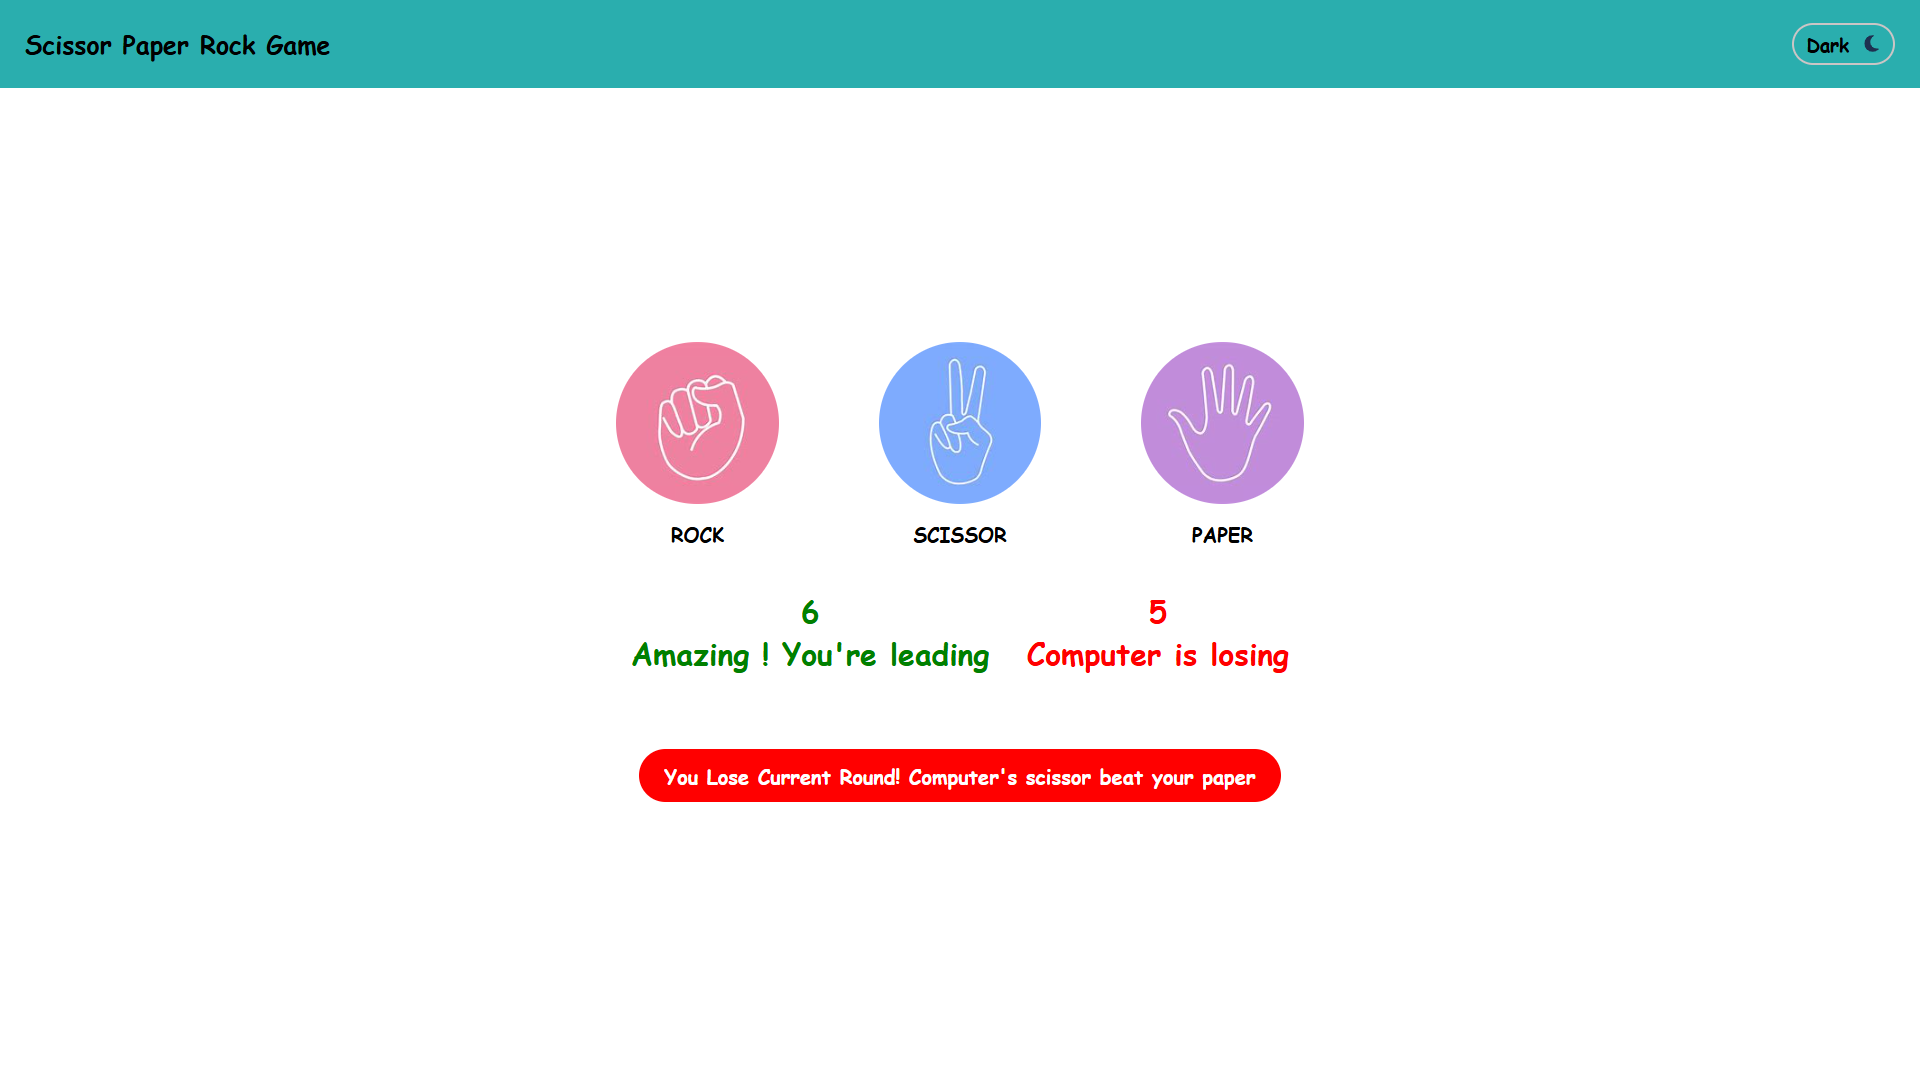 Scissor Paper Rock Game
Dark
ROCK
SCISSOR
PAPER
6
Amazing ! You're leading
5
Computer is losing
You Lose Current Round! Computer's scissor beat your paper